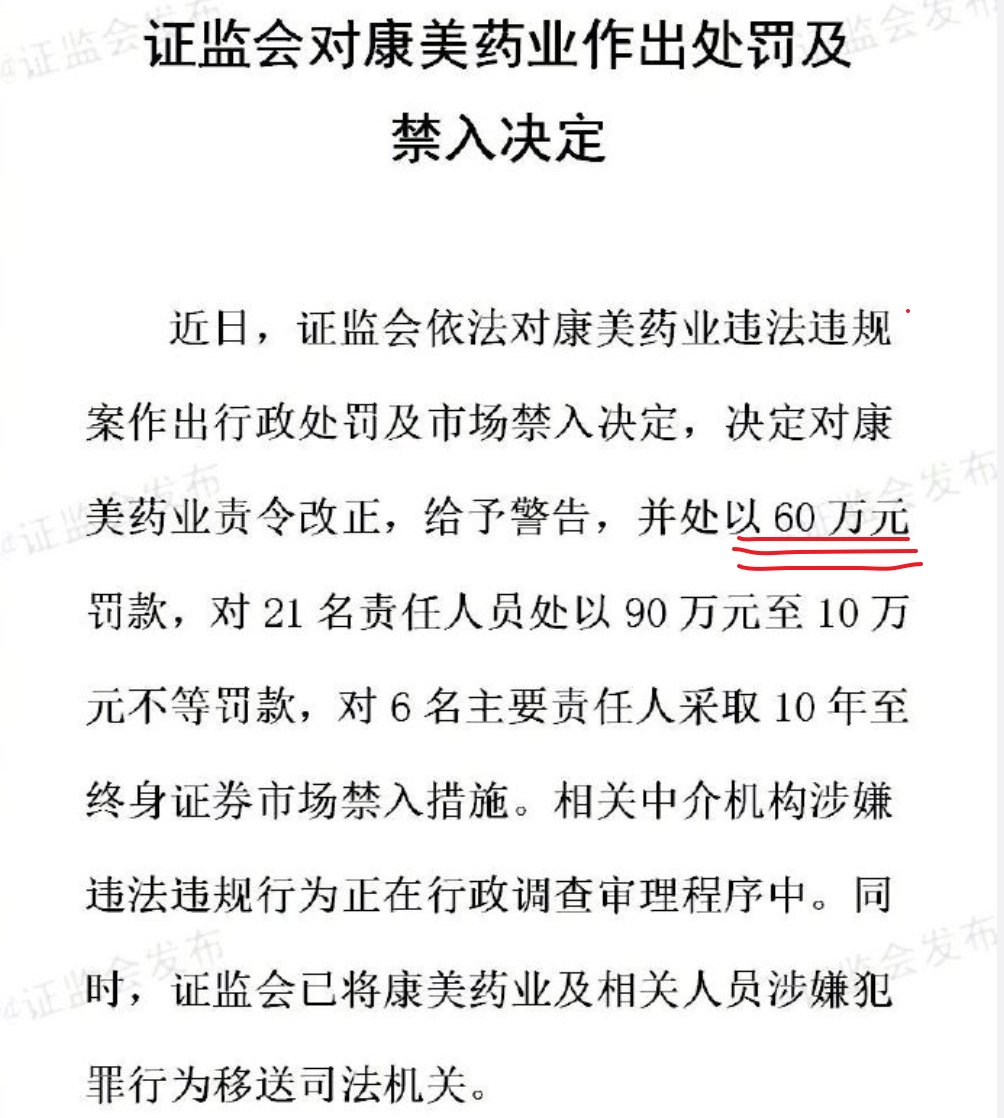 证监会对康美药业作出处罚及
禁入决定
近日，证监会依法对康美药业违法违规
案作出行政处罚及市场禁入决定，决定对康
美药业责令改正，给予警告，并处以 60 万元
罚款，对 21 名责任人员处以 90 万元至 10 万
元不等罚款，对 6 名主要责任人采取 10 年至
终身证券市场禁入措施。相关中介机构涉嫌
违法违规行为正在行政调查审理程序中。同
时，证监会已将康美药业及相关人员涉嫌犯
罪行为移送司法机关。
@证监会发布
证监会发布
@证监会发布
证监会发布
@证监会发布
证监会发布